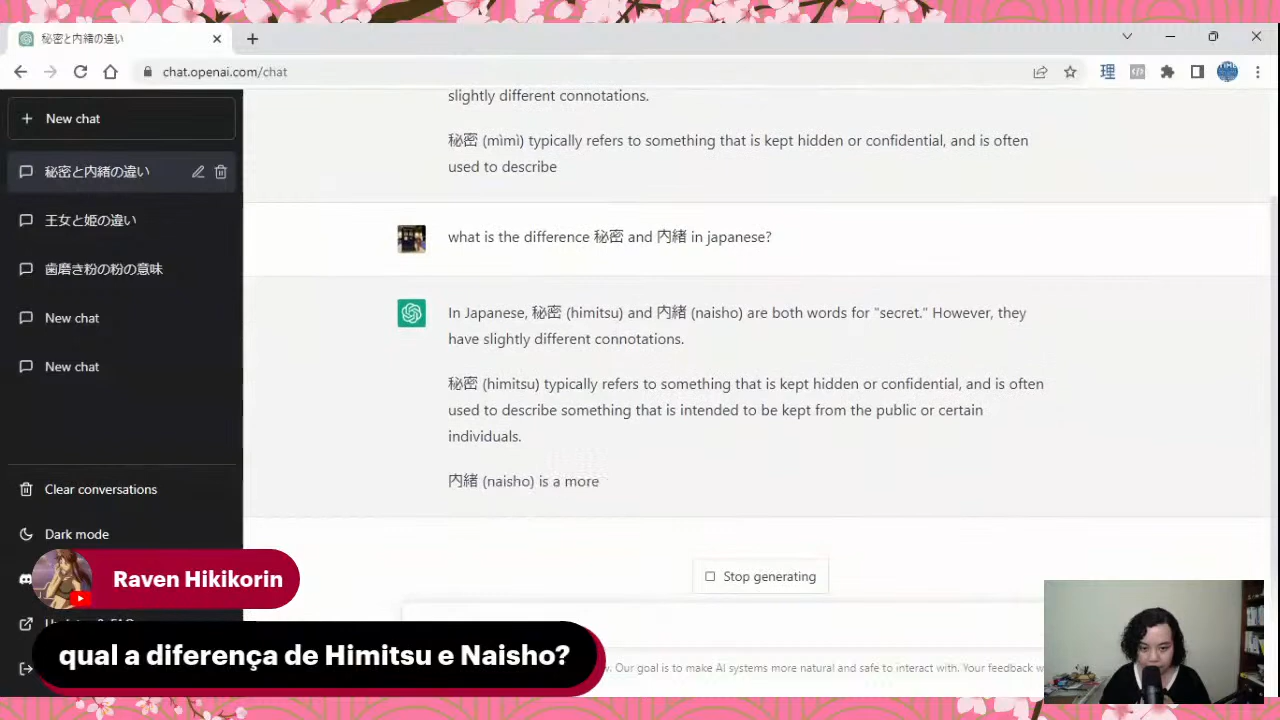 秘密と内緒の違い
chat.openai.com/chat
New chat
秘密と内緒の違い
王女と姫の違い
歯磨き粉の粉の意味
New chat
New chat
Clear conversations
Dark mode
slightly different connotations.
秘密 (mìmì) typically refers to something that is kept hidden or confidential, and is often
used to describe
what is the difference 秘密 and 内緒 in japanese?
In Japanese, 秘密 (himitsu) and 内緒 (naisho) are both words for "secret." However, they
have slightly different connotations.
秘密 (himitsu) typically refers to something that is kept hidden or confidential, and is often
used to describe something that is intended to be kept from the public or certain
individuals.
内緒 (naisho) is a more
Stop generating
. Our goal is to make AI systems more natural and safe to interact with. Your feedback w
Raven Hikikorin
qual a diferença de Himitsu e Naisho?
理